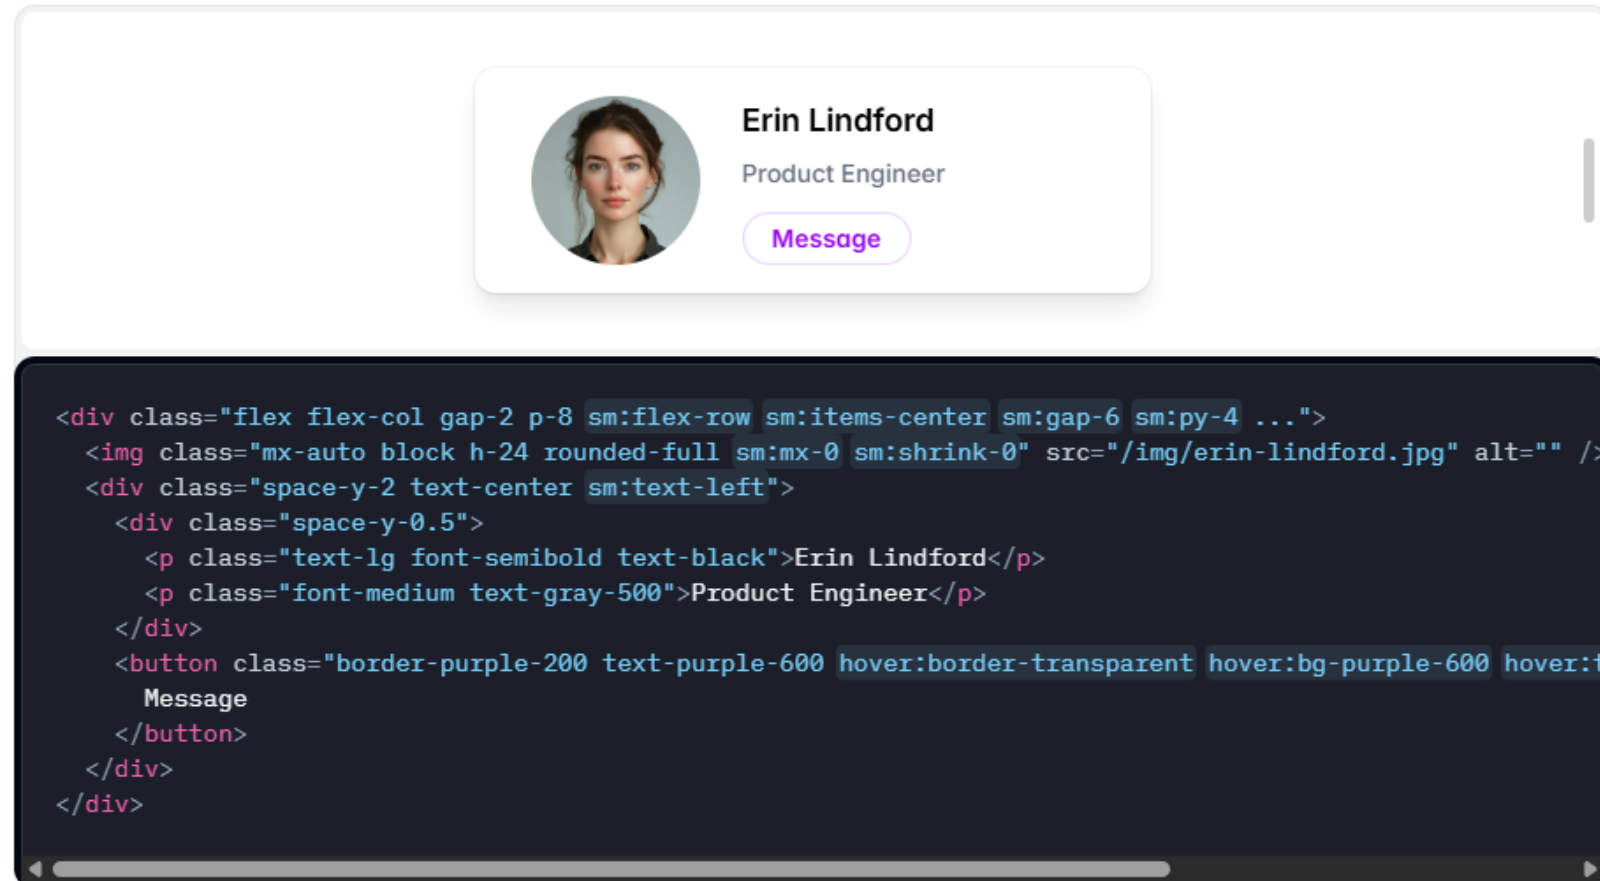 Erin Lindford
Product Engineer
Message
<div class="flex flex-col gap-2 p-8 sm:flex-row sm:items-center sm:gap-6 sm:py-4 ...">
<img class="mx-auto block h-24 rounded-full sm:mx-0 sm:shrink-0" src="/img/erin-lindford.jpg" alt="" />
<div class="space-y-2 text-center sm:text-left">
<div class="space-y-0.5">
<p class="text-lg font-semibold text-black">Erin Lindford</p>
<p class="font-medium text-gray-500">Product Engineer</p>
</div>
<button class="border-purple-200 text-purple-600 hover:border-transparent hover:bg-purple-600 hover:
Message
</button>
</div>
</div>